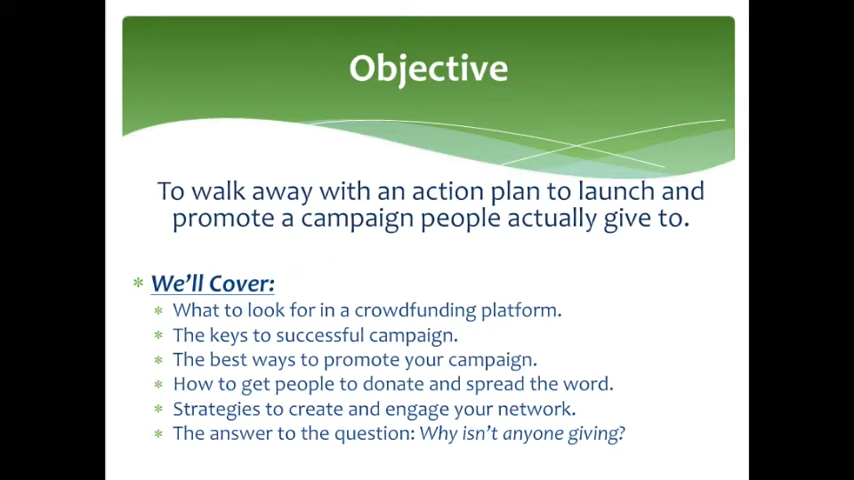 Objective
To walk away with an action plan to launch and
promote a campaign people actually give to.
* We'll Cover:
* What to look for in a crowdfunding platform.
* The keys to successful campaign.
* The best ways to promote your campaign.
* How to get people to donate and spread the word.
* Strategies to create and engage your network.
* The answer to the question: Why isn't anyone giving?